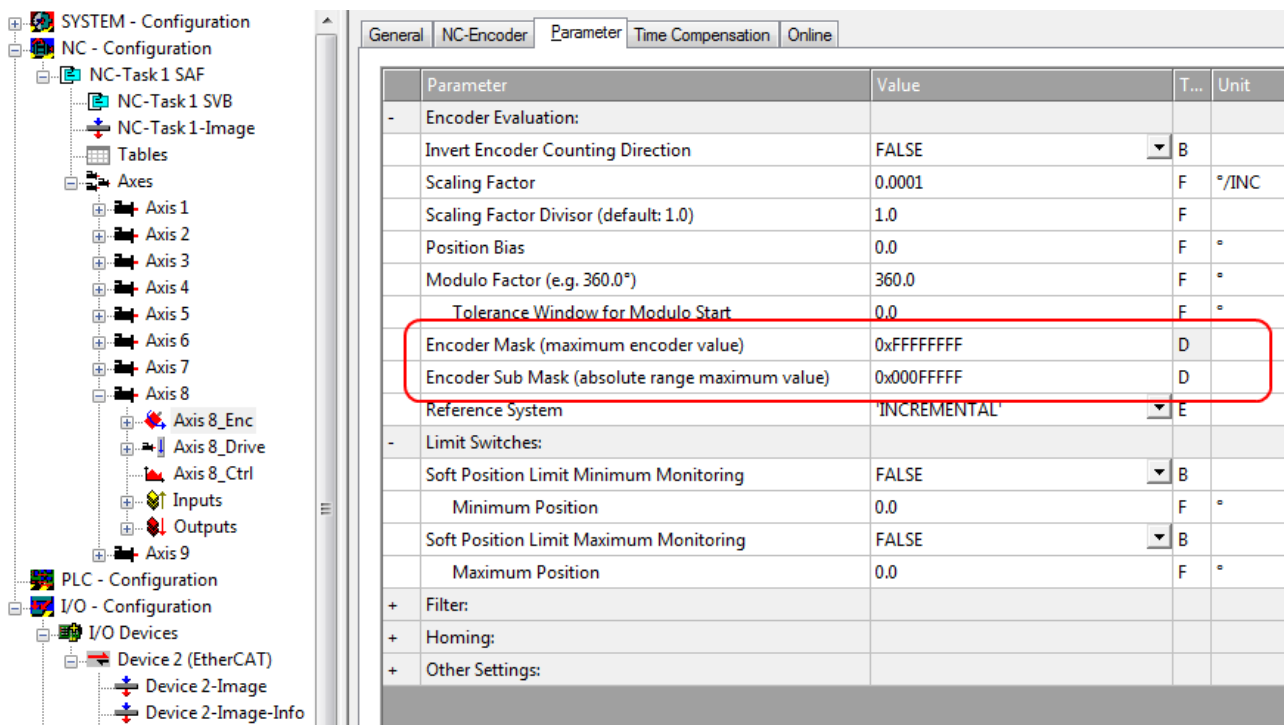 SYSTEM - Configuration
NC - Configuration
NC-Task 1 SAF
NC-Task 1 SVB
NC-Task 1-Image
Tables
Axes
Axis 1
Axis 2
Axis 3
Axis 4
Axis 5
Axis 6
Axis 7
Axis 8
Axis 8_Enc
Axis 8_Drive
Axis 8_Ctrl
Inputs
Outputs
Axis 9
PLC - Configuration
I/O - Configuration
I/O Devices
Device 2 (EtherCAT)
Device 2-Image
Device 2-Image-Info
General NC-Encoder Parameter Time Compensation Online
Parameter Value T... Unit
- Encoder Evaluation:
Invert Encoder Counting Direction FALSE B
Scaling Factor 0.0001 F °/INC
Scaling Factor Divisor (default: 1.0) 1.0 F
Position Bias 0.0 F °
Modulo Factor (e.g. 360.0°) 360.0 F °
Tolerance Window for Modulo Start 0.0 F °
Encoder Mask (maximum encoder value) 0xFFFFFFFF D
Encoder Sub Mask (absolute range maximum value) 0x000FFFFF D
Reference System 'INCREMENTAL' E
- Limit Switches:
Soft Position Limit Minimum Monitoring FALSE B
Minimum Position 0.0 F °
Soft Position Limit Maximum Monitoring FALSE B
Maximum Position 0.0 F °
+ Filter:
+ Homing:
+ Other Settings: